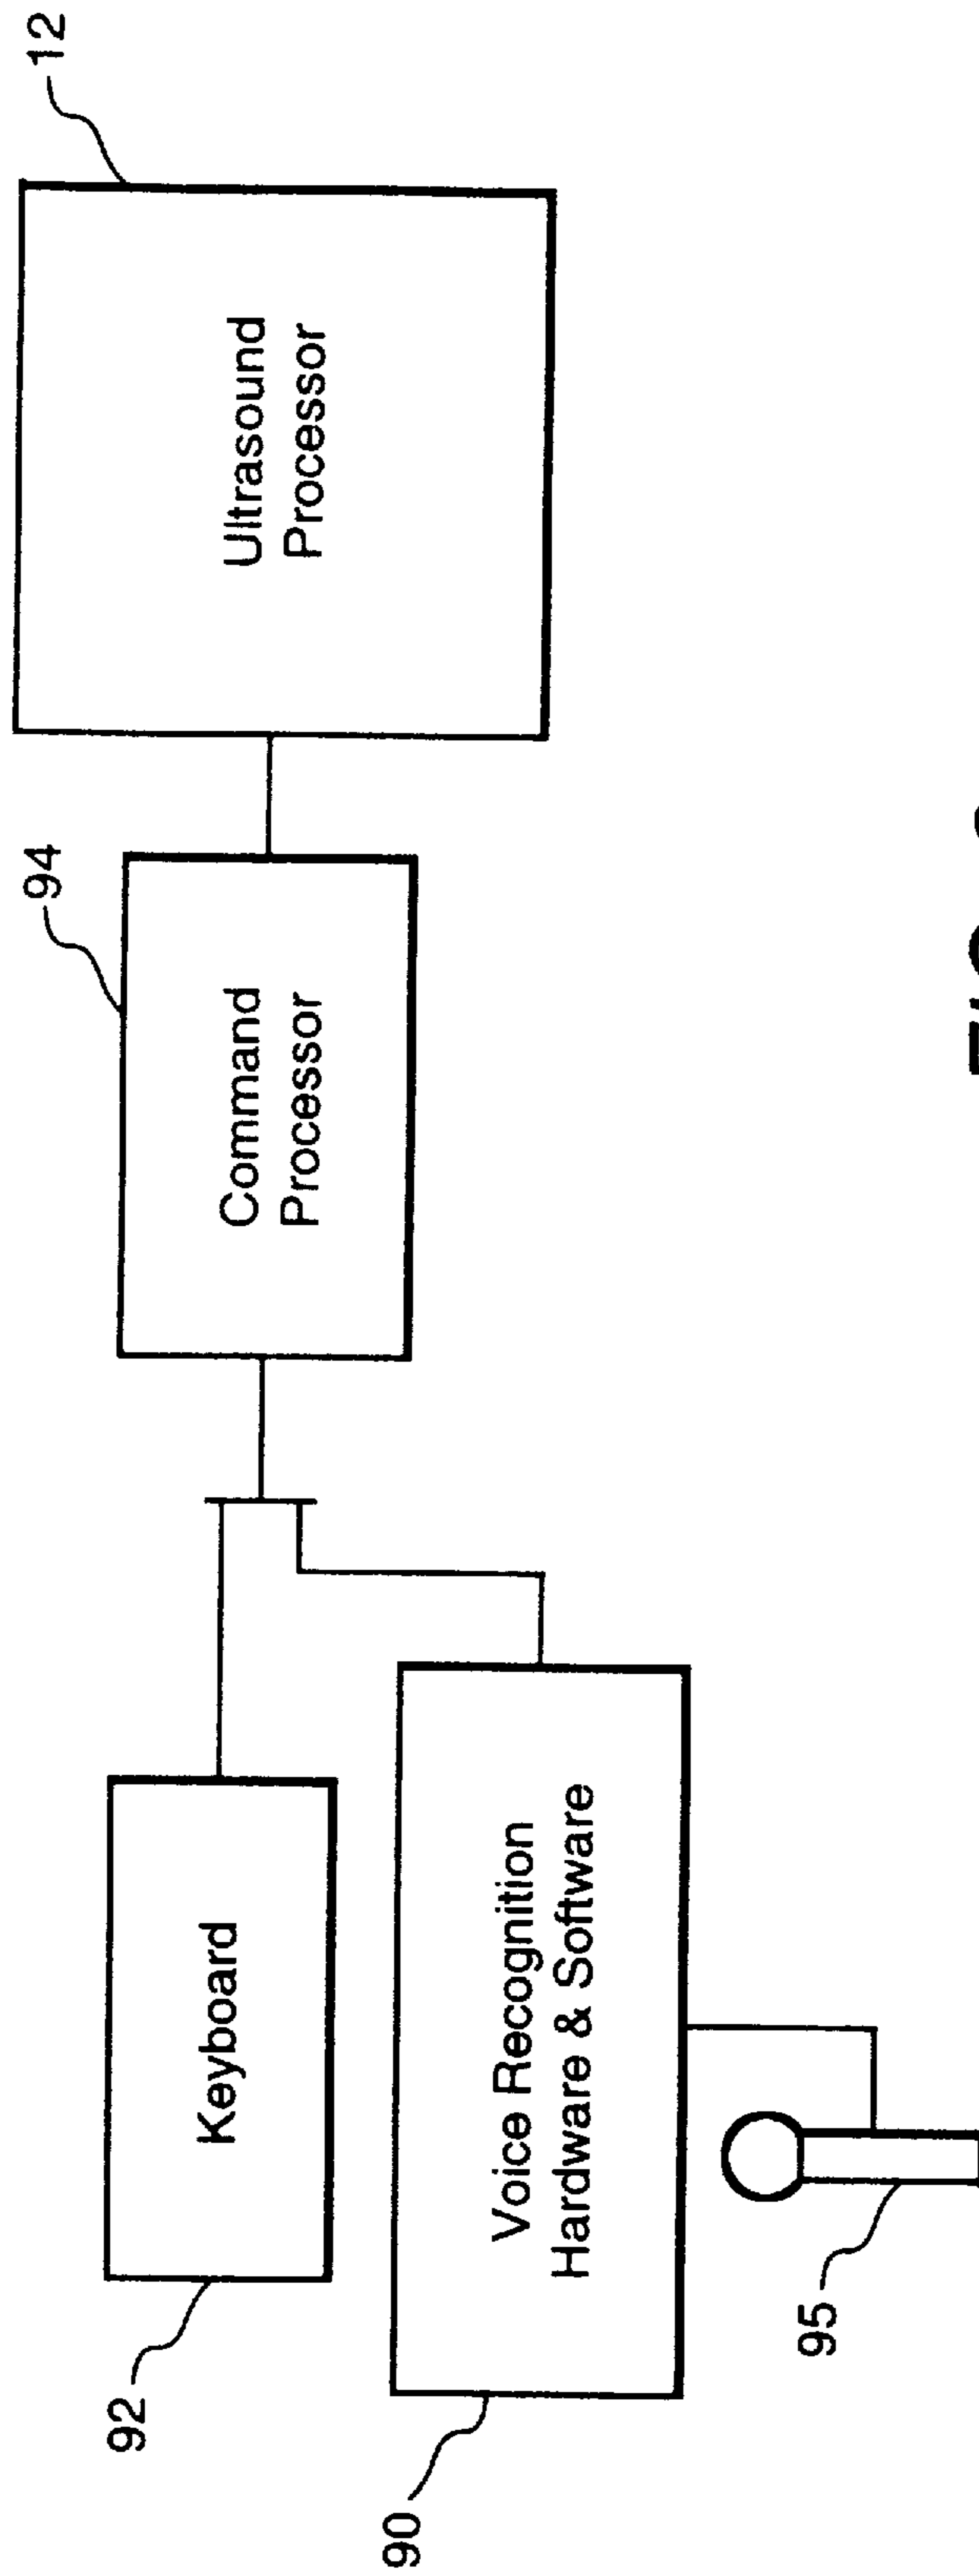 12
Ultrasound
Processor
94
Command
Processor
Keyboard
92
Voice Recognition
Hardware & Software
90
95